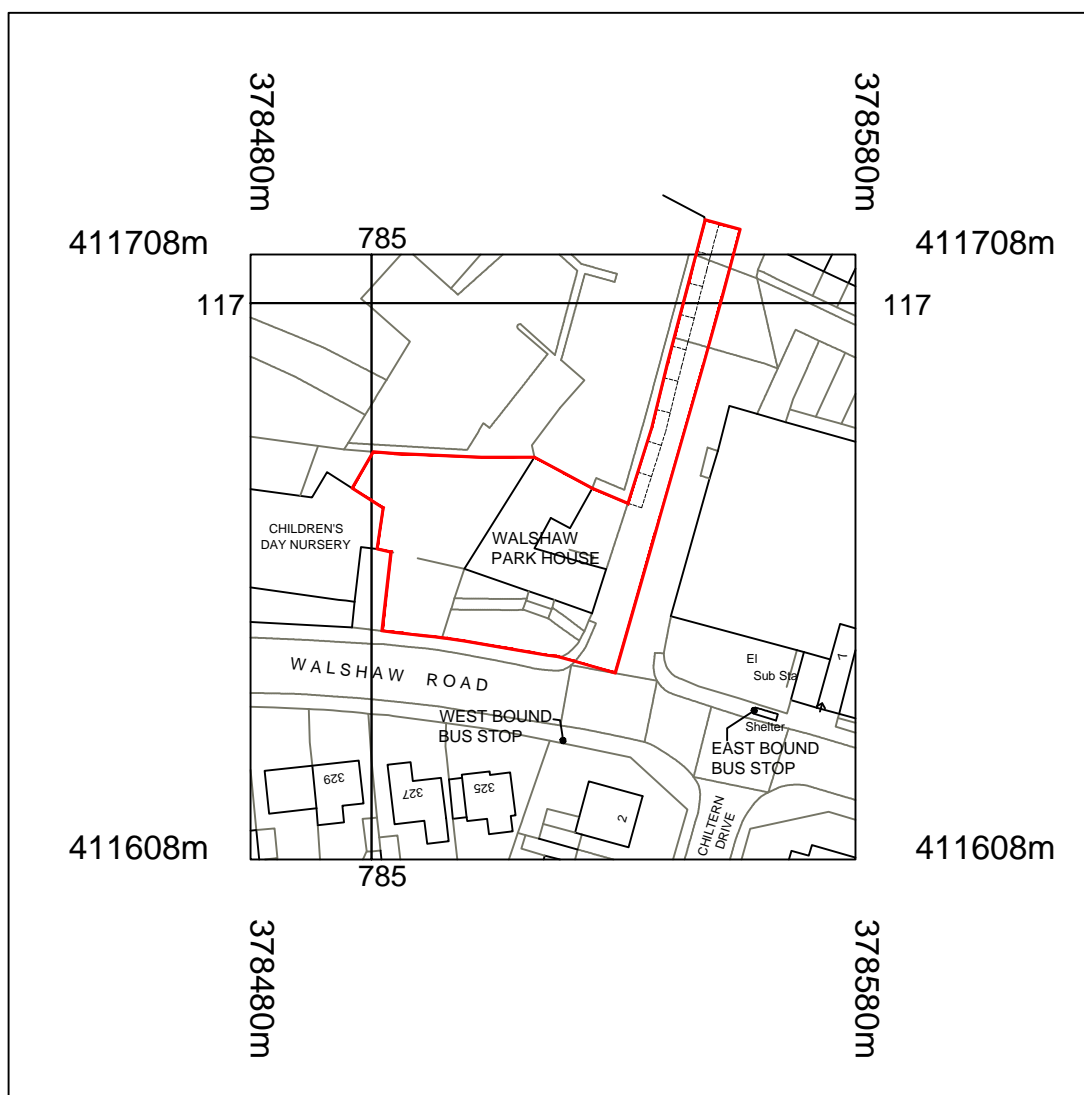 378480m
378580m
411708m
785
411708m
117
117
CHILDREN'S
DAY NURSERY
WALSHAW
PARK HOUSE
WALSHAW ROAD
El
Sub Sta
1
WEST BOUND
BUS STOP
Shelter
EAST BOUND
BUS STOP
329
327
325
2
CHILTERN
DRIVE
411608m
785
411608m
378480m
378580m